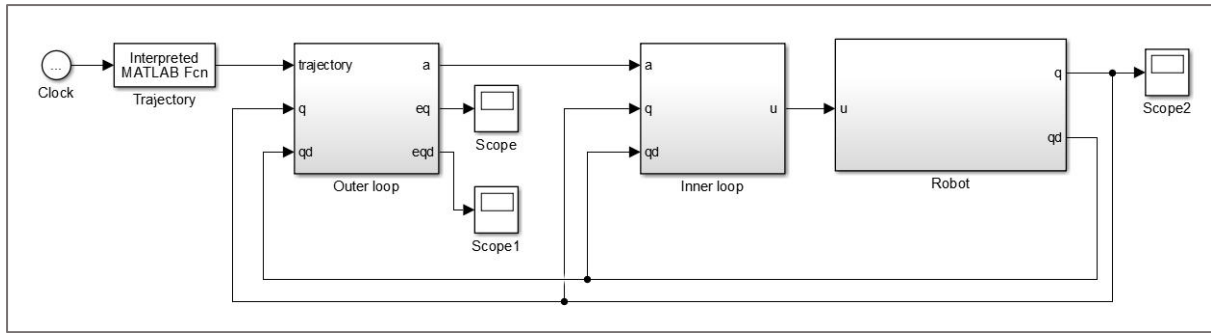 ...
Clock
Interpreted
MATLAB Fcn
Trajectory
trajectory
q
qd
a
eq
eqd
Outer loop
Scope
Scope1
a
q
qd
u
Inner loop
u
q
qd
Robot
Scope2